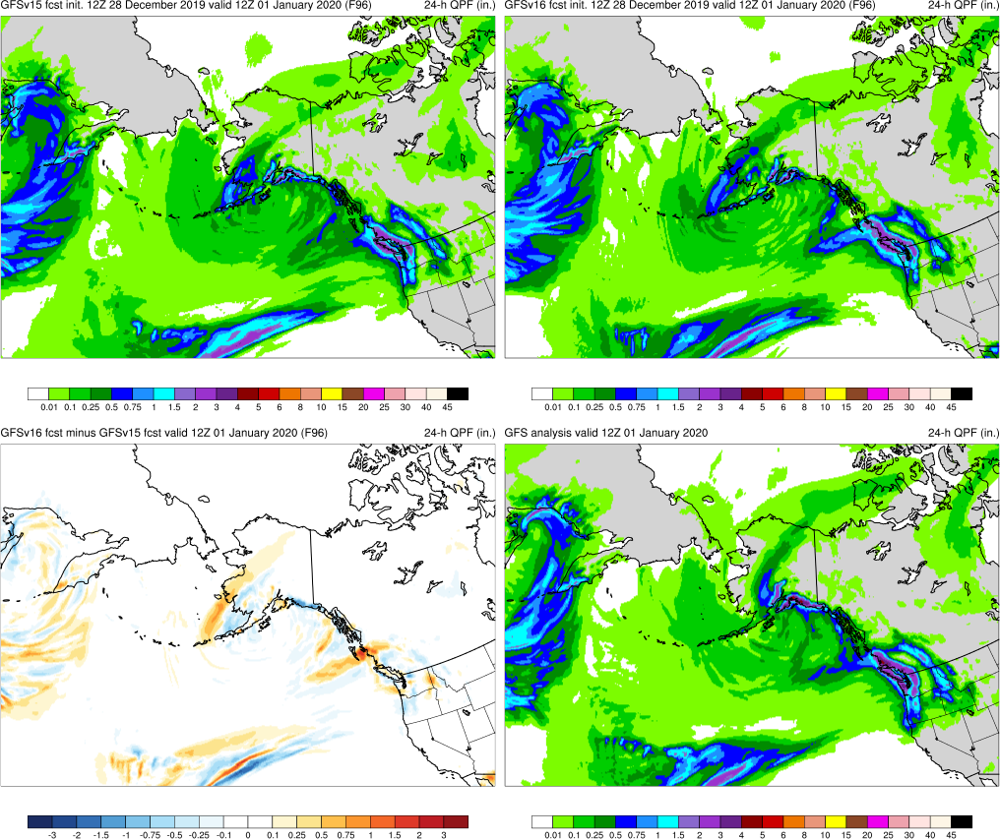 GFSv15 fcst init. 12Z 28 December 2019 valid 12Z 01 January 2020 (F96) 24-h QPF (in.)
GFSv16 fcst init. 12Z 28 December 2019 valid 12Z 01 January 2020 (F96) 24-h QPF (in.)
0.01 0.1 0.25 0.5 0.75 1 1.5 2 3 4 5 6 8 10 15 20 25 30 40 45
0.01 0.1 0.25 0.5 0.75 1 1.5 2 3 4 5 6 8 10 15 20 25 30 40 45
GFSv16 fcst minus GFSv15 fcst valid 12Z 01 January 2020 (F96) 24-h QPF (in.)
GFS analysis valid 12Z 01 January 2020 24-h QPF (in.)
-3 -2 -1.5 -1 -0.75 -0.5 -0.25 -0.1 0 0.1 0.25 0.5 0.75 1 1.5 2 3
0.01 0.1 0.25 0.5 0.75 1 1.5 2 3 4 5 6 8 10 15 20 25 30 40 45